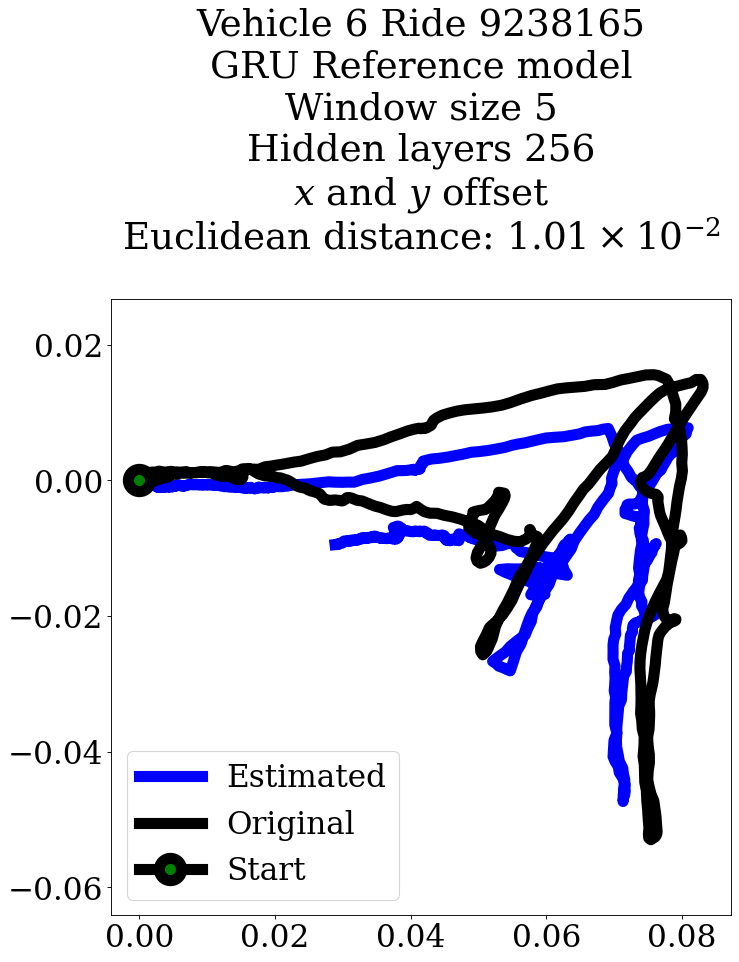 Vehicle 6 Ride 9238165
GRU Reference model
Window size 5
Hidden layers 256
x and y offset
Euclidean distance: 1.01 × 10⁻²
0.02
0.00
−0.02
−0.04
−0.06
Estimated
Original
Start
0.00 0.02 0.04 0.06 0.08